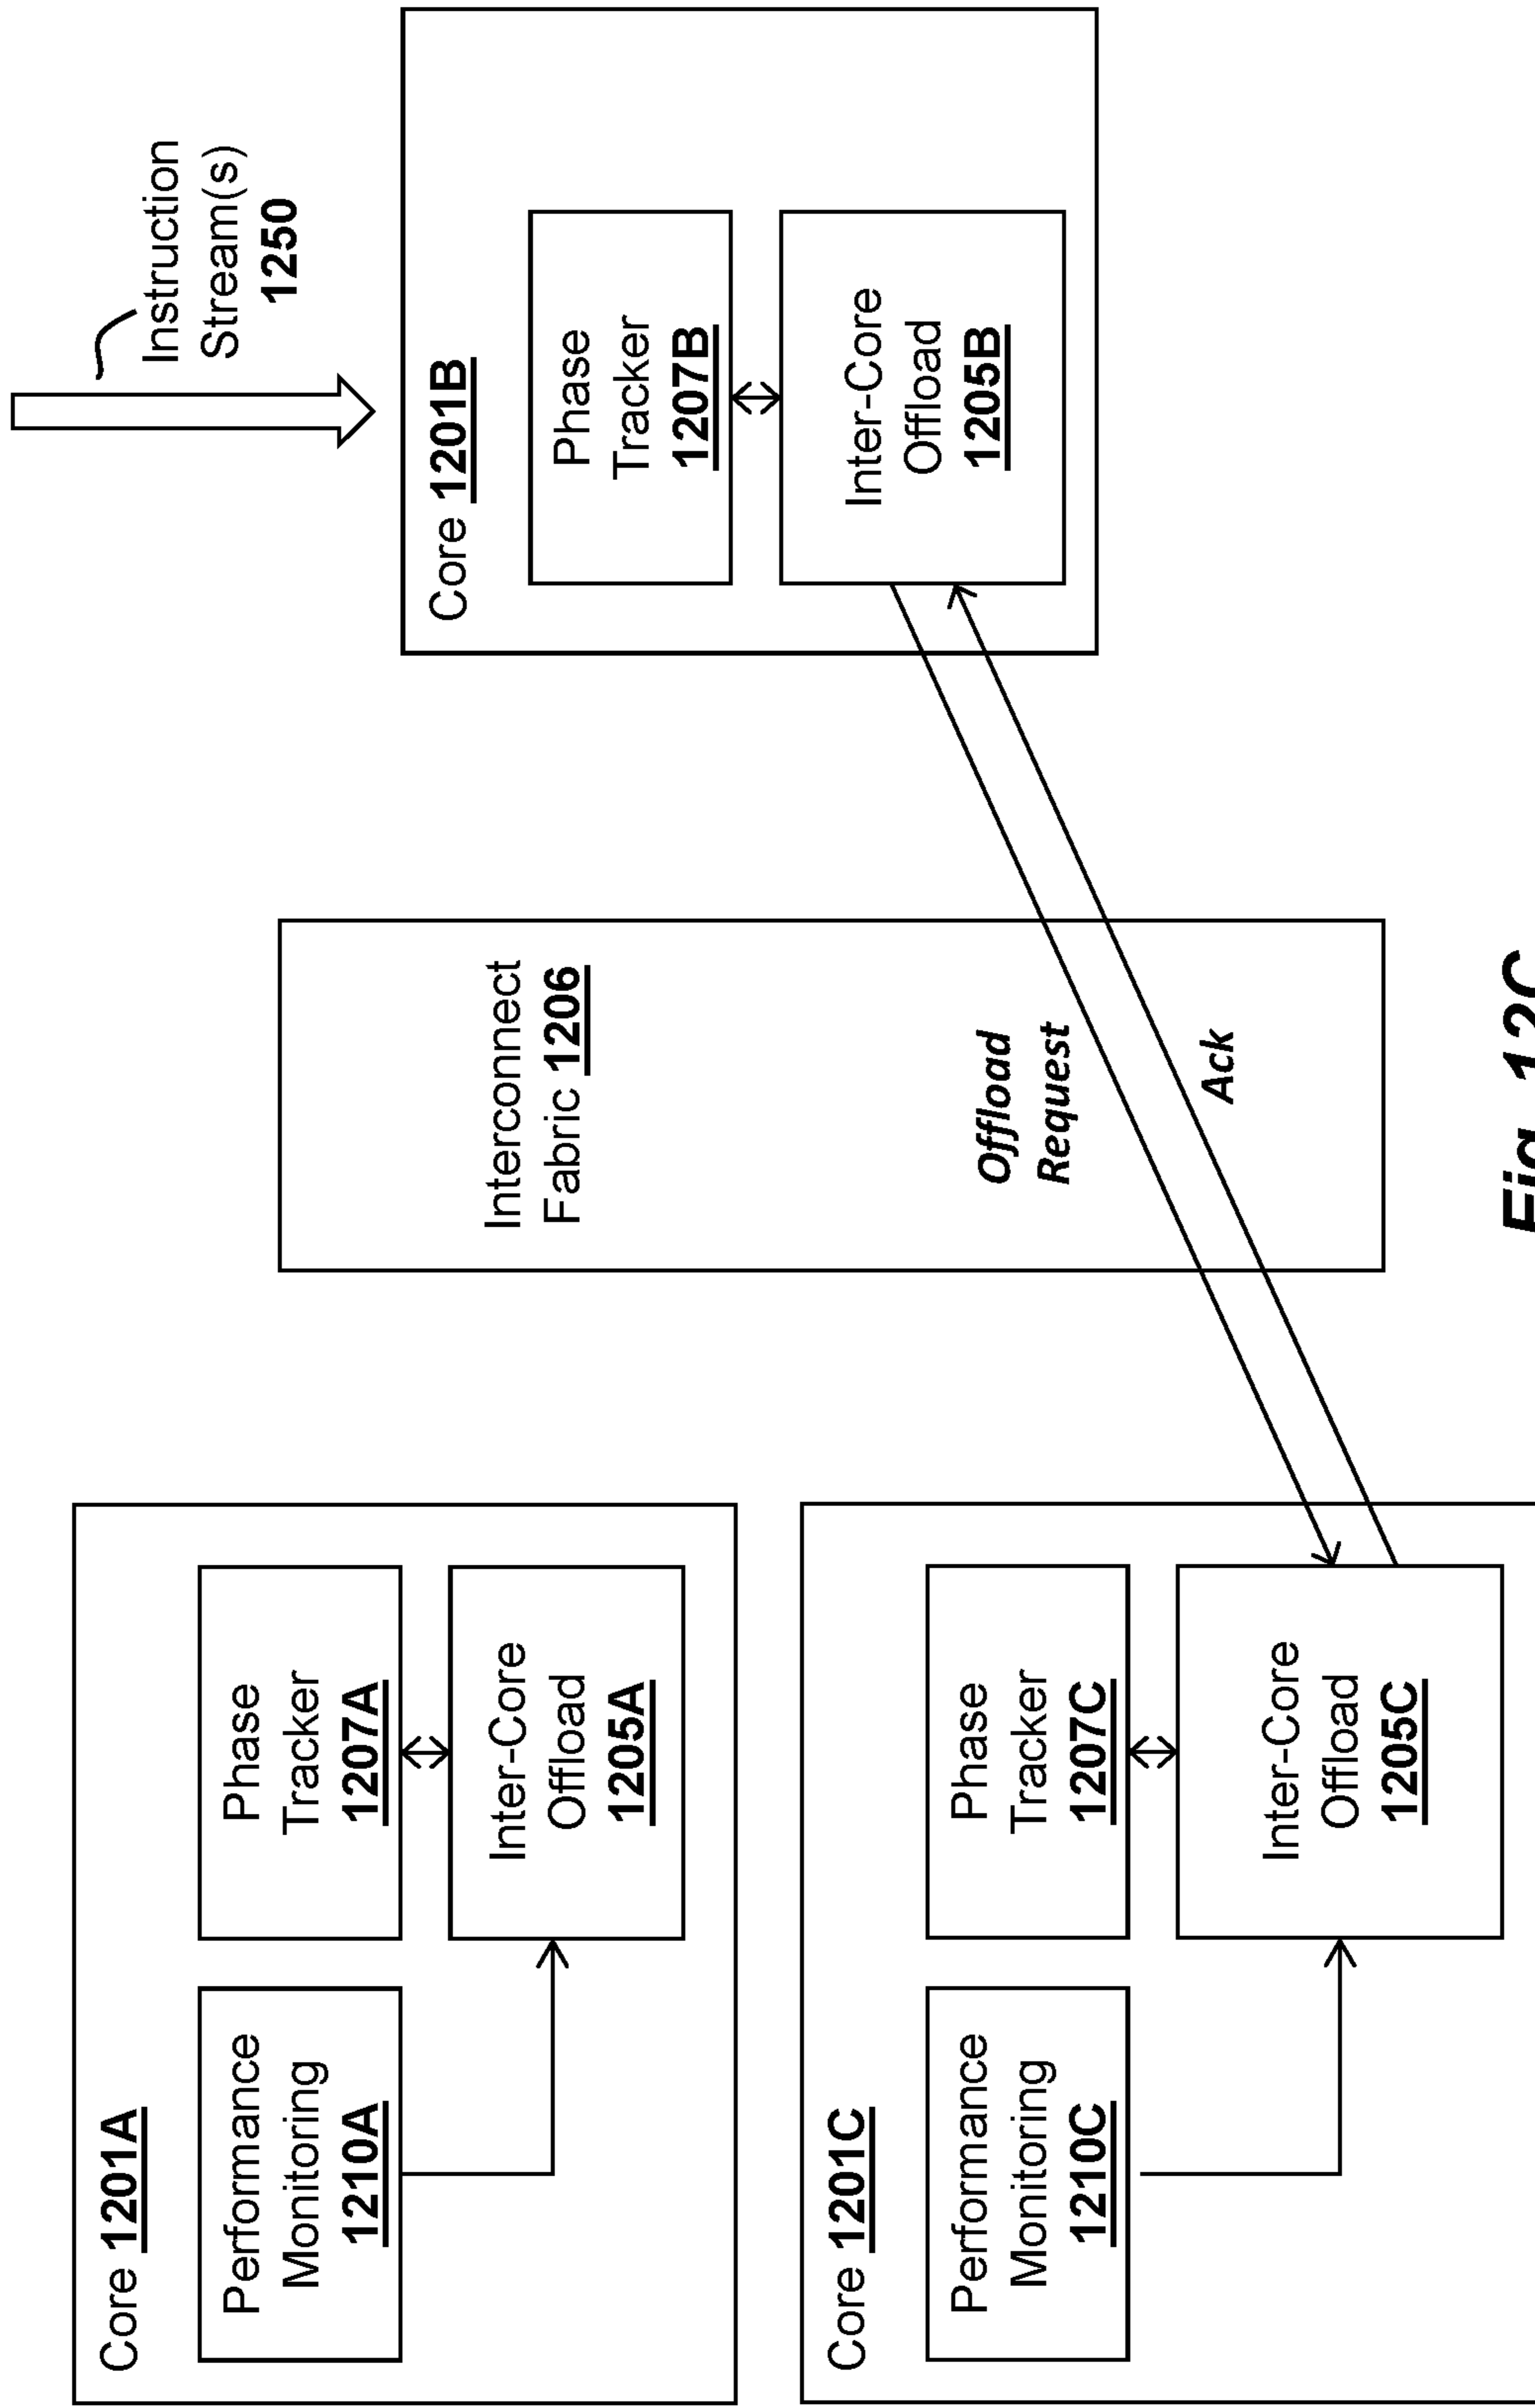 Core 1201A
Performance
Monitoring
1210A
Phase
Tracker
1207A
Inter-Core
Offload
1205A
Core 1201C
Performance
Monitoring
1210C
Phase
Tracker
1207C
Inter-Core
Offload
1205C
Interconnect
Fabric 1206
Offload
Request
Ack
Instruction
Stream(s)
1250
Core 1201B
Phase
Tracker
1207B
Inter-Core
Offload
1205B
Fig. 12C